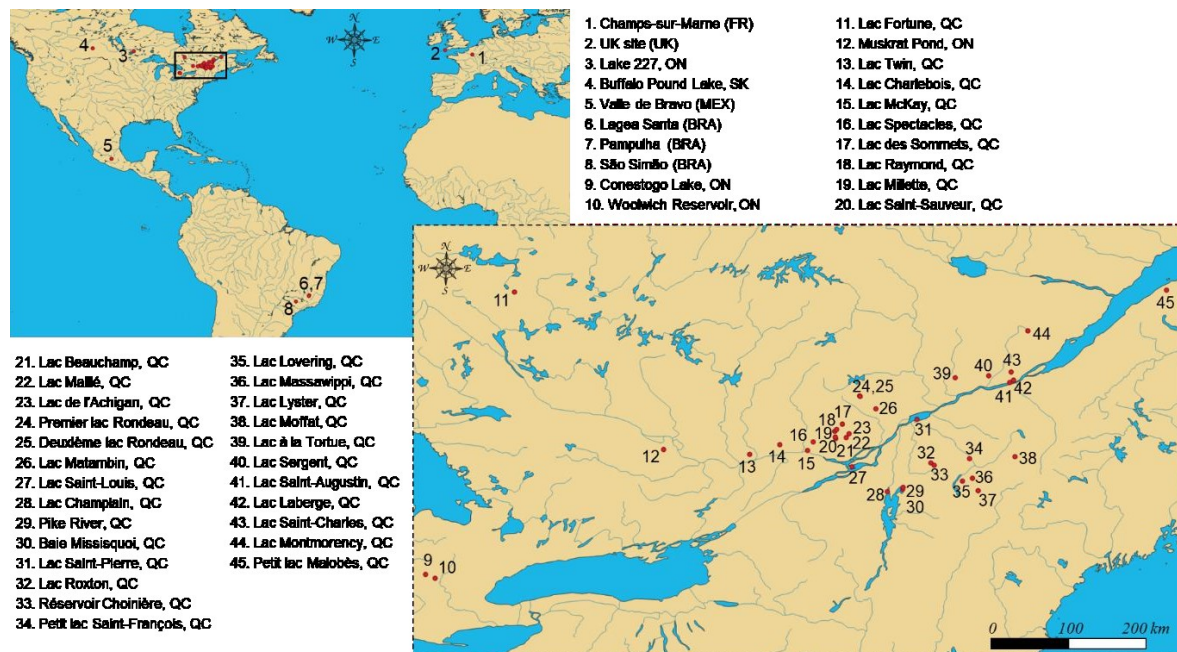 4
3
2
1
5
6,7
8
N
W E
S
1. Champs-sur-Marne (FR)
2. UK site (UK)
3. Lake 227, ON
4. Buffalo Pound Lake, SK
5. Valle de Bravo (MEX)
6. Lagoa Santa (BRA)
7. Pampulha (BRA)
8. São Simão (BRA)
9. Conestogo Lake, ON
10. Woolwich Reservoir, ON
11. Lac Fortune, QC
12. Muskrat Pond, ON
13. Lac Twin, QC
14. Lac Charlebois, QC
15. Lac McKay, QC
16. Lac Spectacles, QC
17. Lac des Sommets, QC
18. Lac Raymond, QC
19. Lac Millette, QC
20. Lac Saint-Sauveur, QC
21. Lac Beauchamp, QC
22. Lac Maillé, QC
23. Lac de l'Achigan, QC
24. Premier lac Rondeau, QC
25. Deuxième lac Rondeau, QC
26. Lac Matambin, QC
27. Lac Saint-Louis, QC
28. Lac Champlain, QC
29. Pike River, QC
30. Baie Missisquoi, QC
31. Lac Saint-Pierre, QC
32. Lac Roxton, QC
33. Réservoir Choinière, QC
34. Petit lac Saint-François, QC
35. Lac Lovering, QC
36. Lac Massawippi, QC
37. Lac Lyster, QC
38. Lac Moffat, QC
39. Lac à la Tortue, QC
40. Lac Sergent, QC
41. Lac Saint-Augustin, QC
42. Lac Laberge, QC
43. Lac Saint-Charles, QC
44. Lac Montmorency, QC
45. Petit lac Malobès, QC
N
W E
S
11
45
44
43
40
39
42
41
24, 25
26
31
17
18
23
19
16
22
21
20
14
15
13
12
27
32
33
34
38
36
35
37
28
29
30
9
10
0 100 200 km